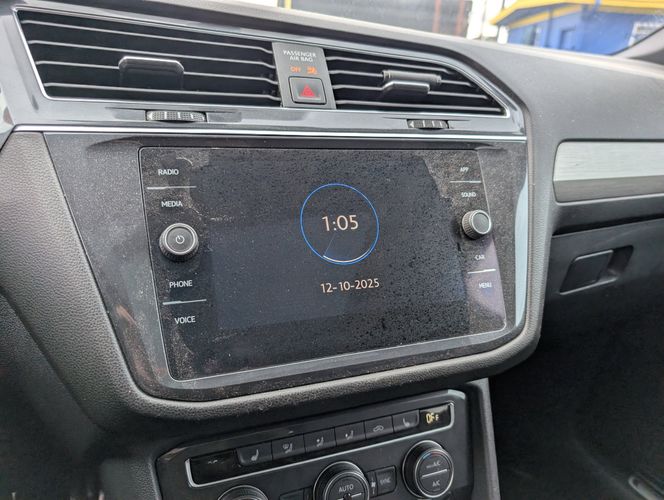 PASSENGER
AIR BAG
OFF
RADIO
MEDIA
PHONE
VOICE
1:05
12-10-2025
APP
SOUND
CAR
MENU
OFF
AUTO
SYNC
A/C
A/C